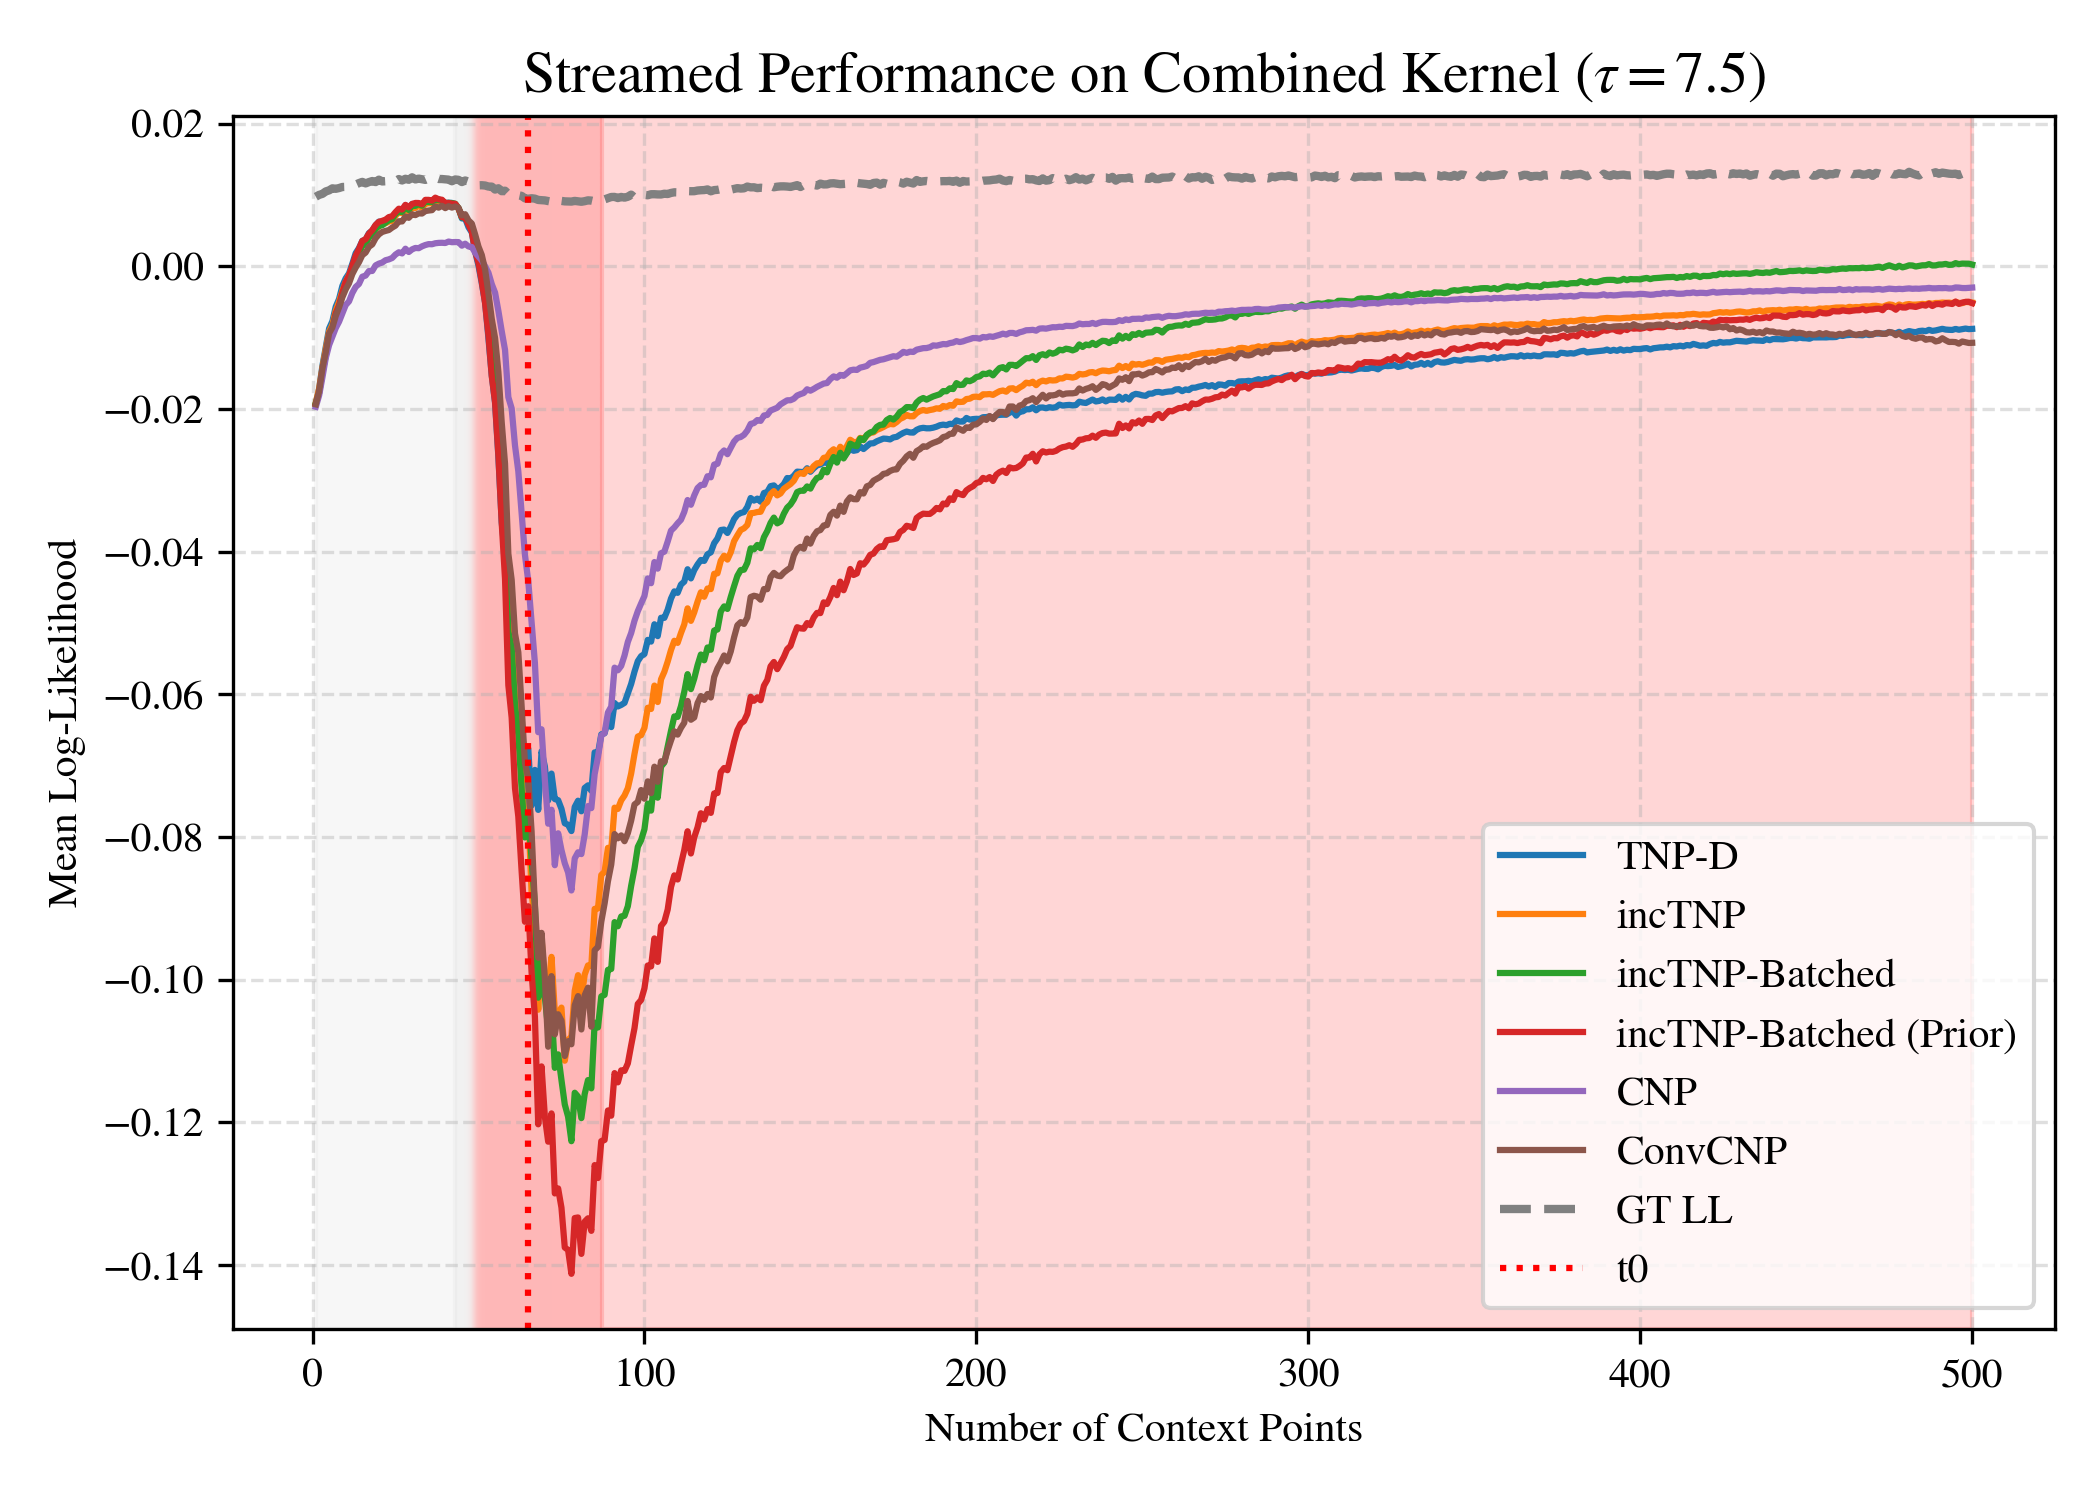 Streamed Performance on Combined Kernel (τ = 7.5)
0.02
0.00
−0.02
−0.04
−0.06
−0.08
−0.10
−0.12
−0.14
Mean Log-Likelihood
TNP-D
incTNP
incTNP-Batched
incTNP-Batched (Prior)
CNP
ConvCNP
GT LL
t0
0 100 200 300 400 500
Number of Context Points